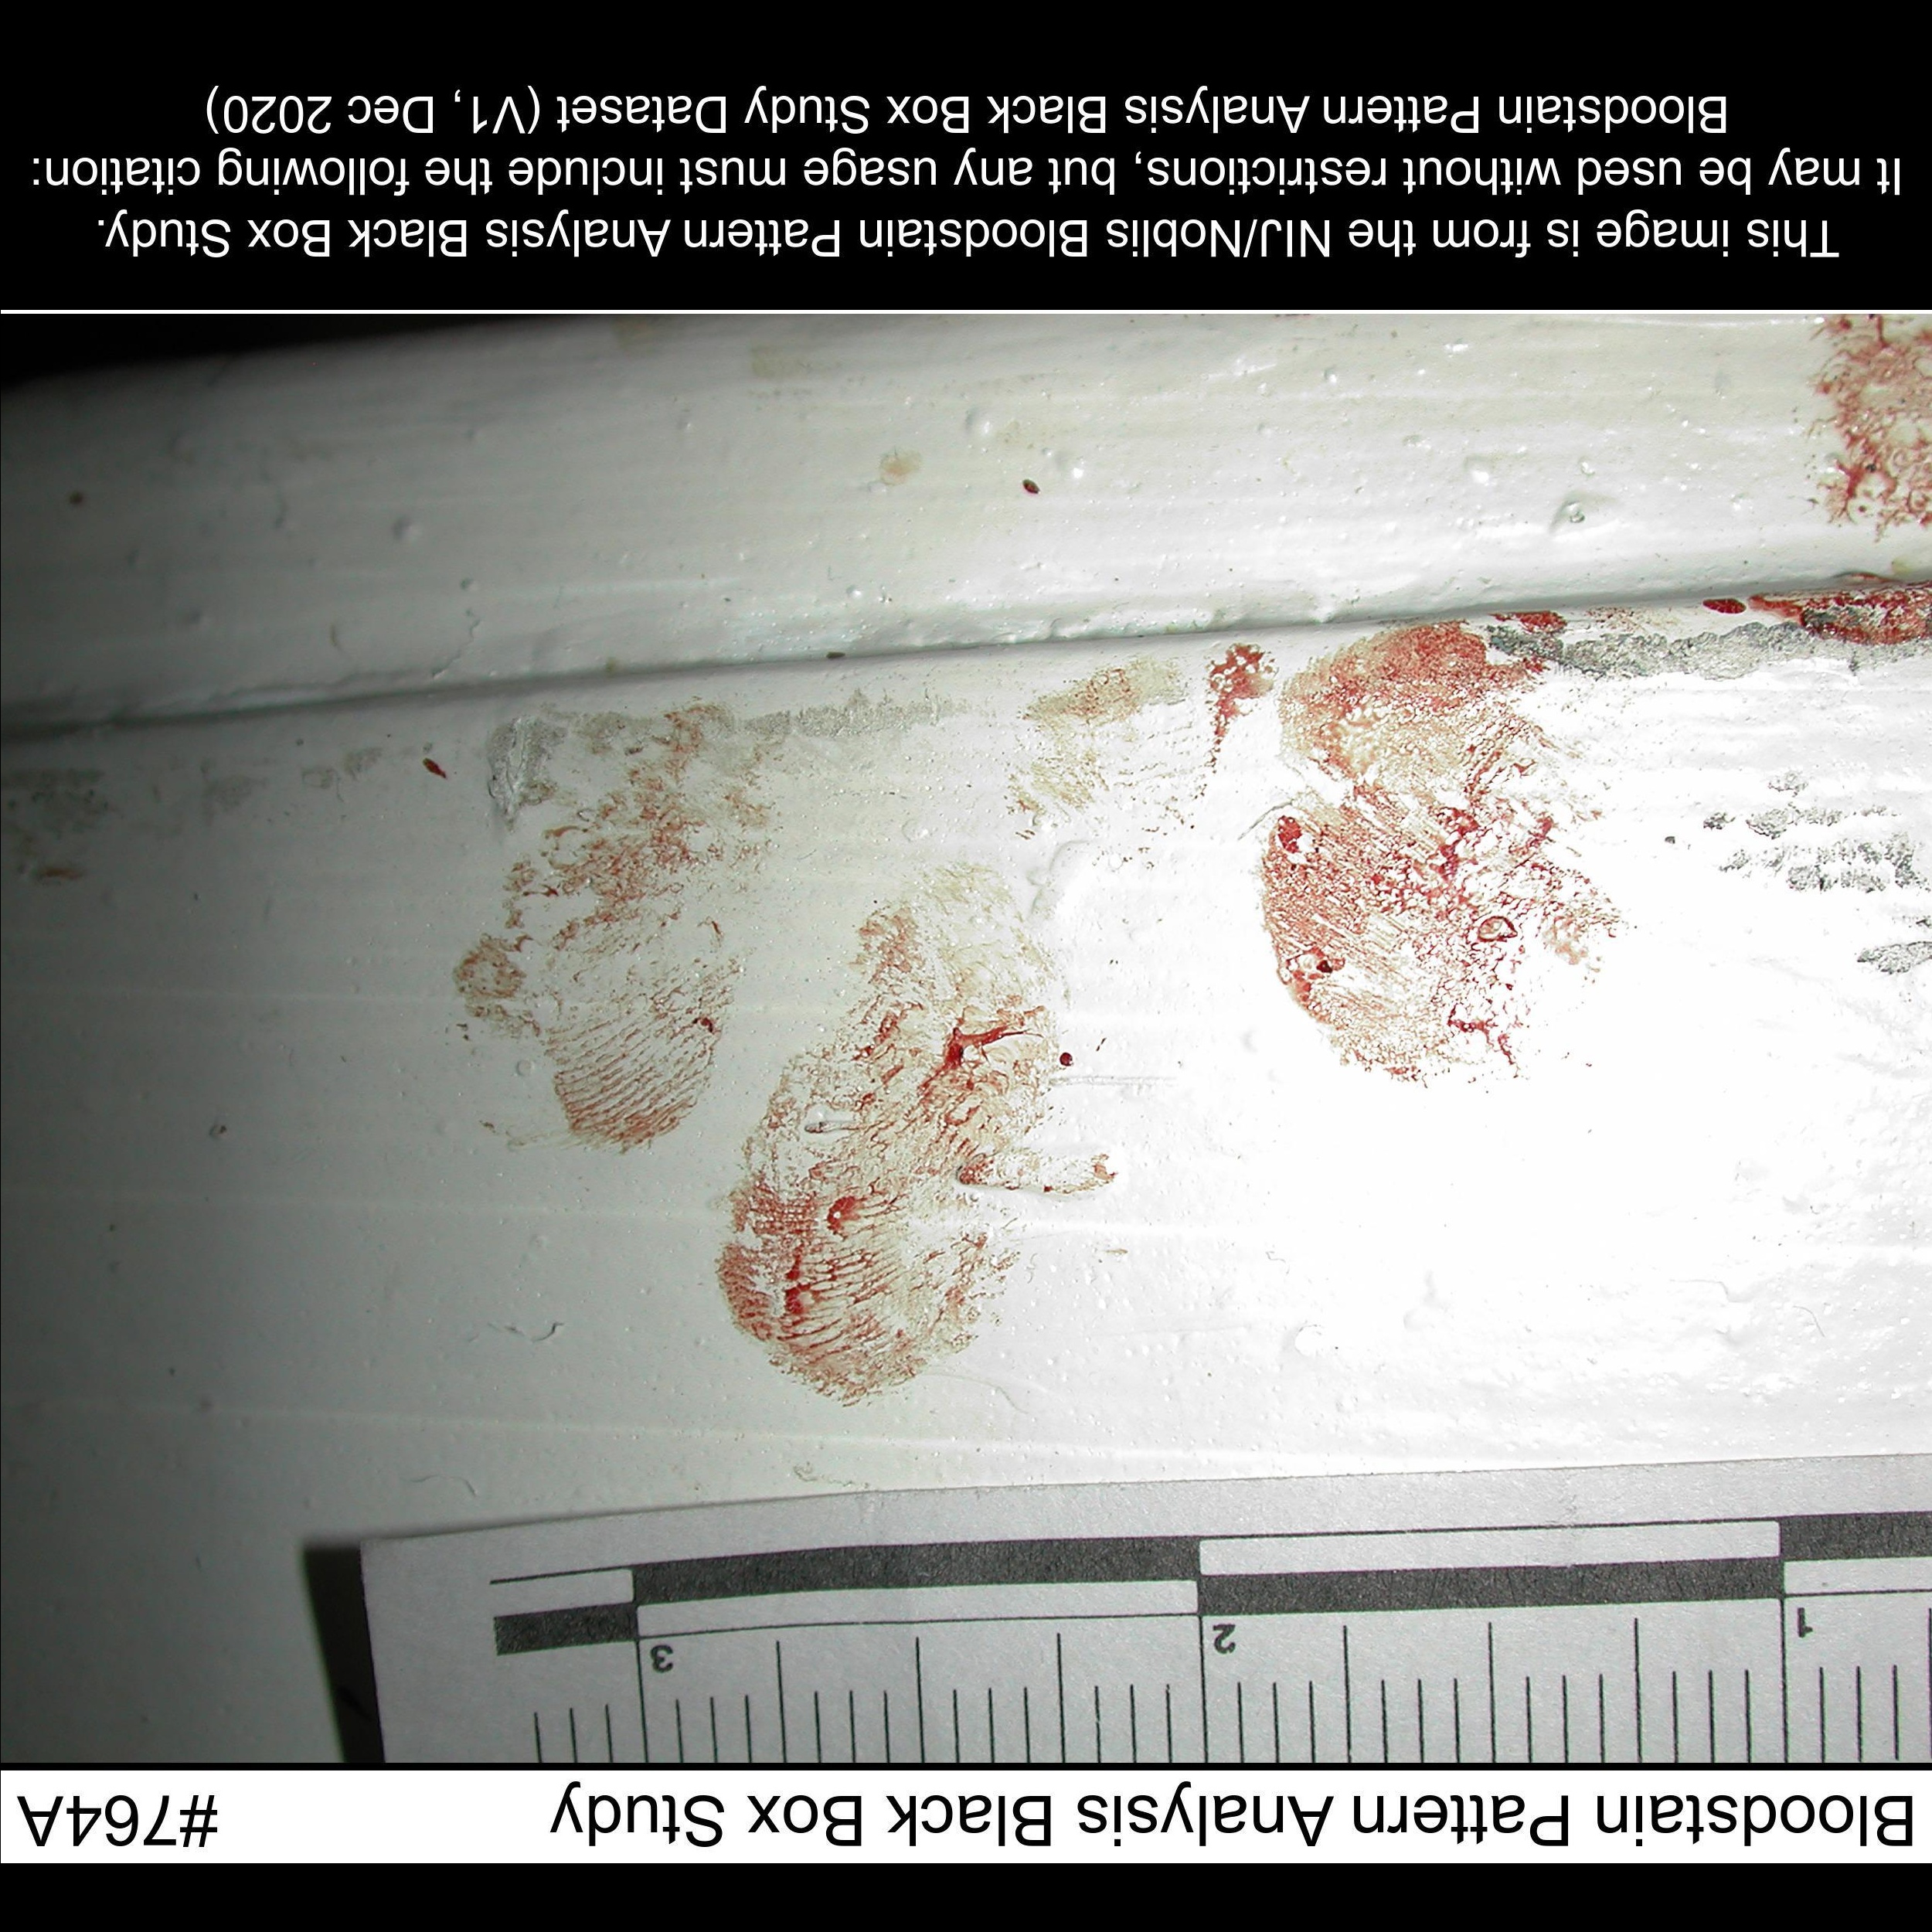 Bloodstain Pattern Analysis Black Box Study #764A
1 2 3
This image is from the NIJ/Noblis Bloodstain Pattern Analysis Black Box Study.
It may be used without restrictions, but any usage must include the following citation:
Bloodstain Pattern Analysis Black Box Study Dataset (V1, Dec 2020)